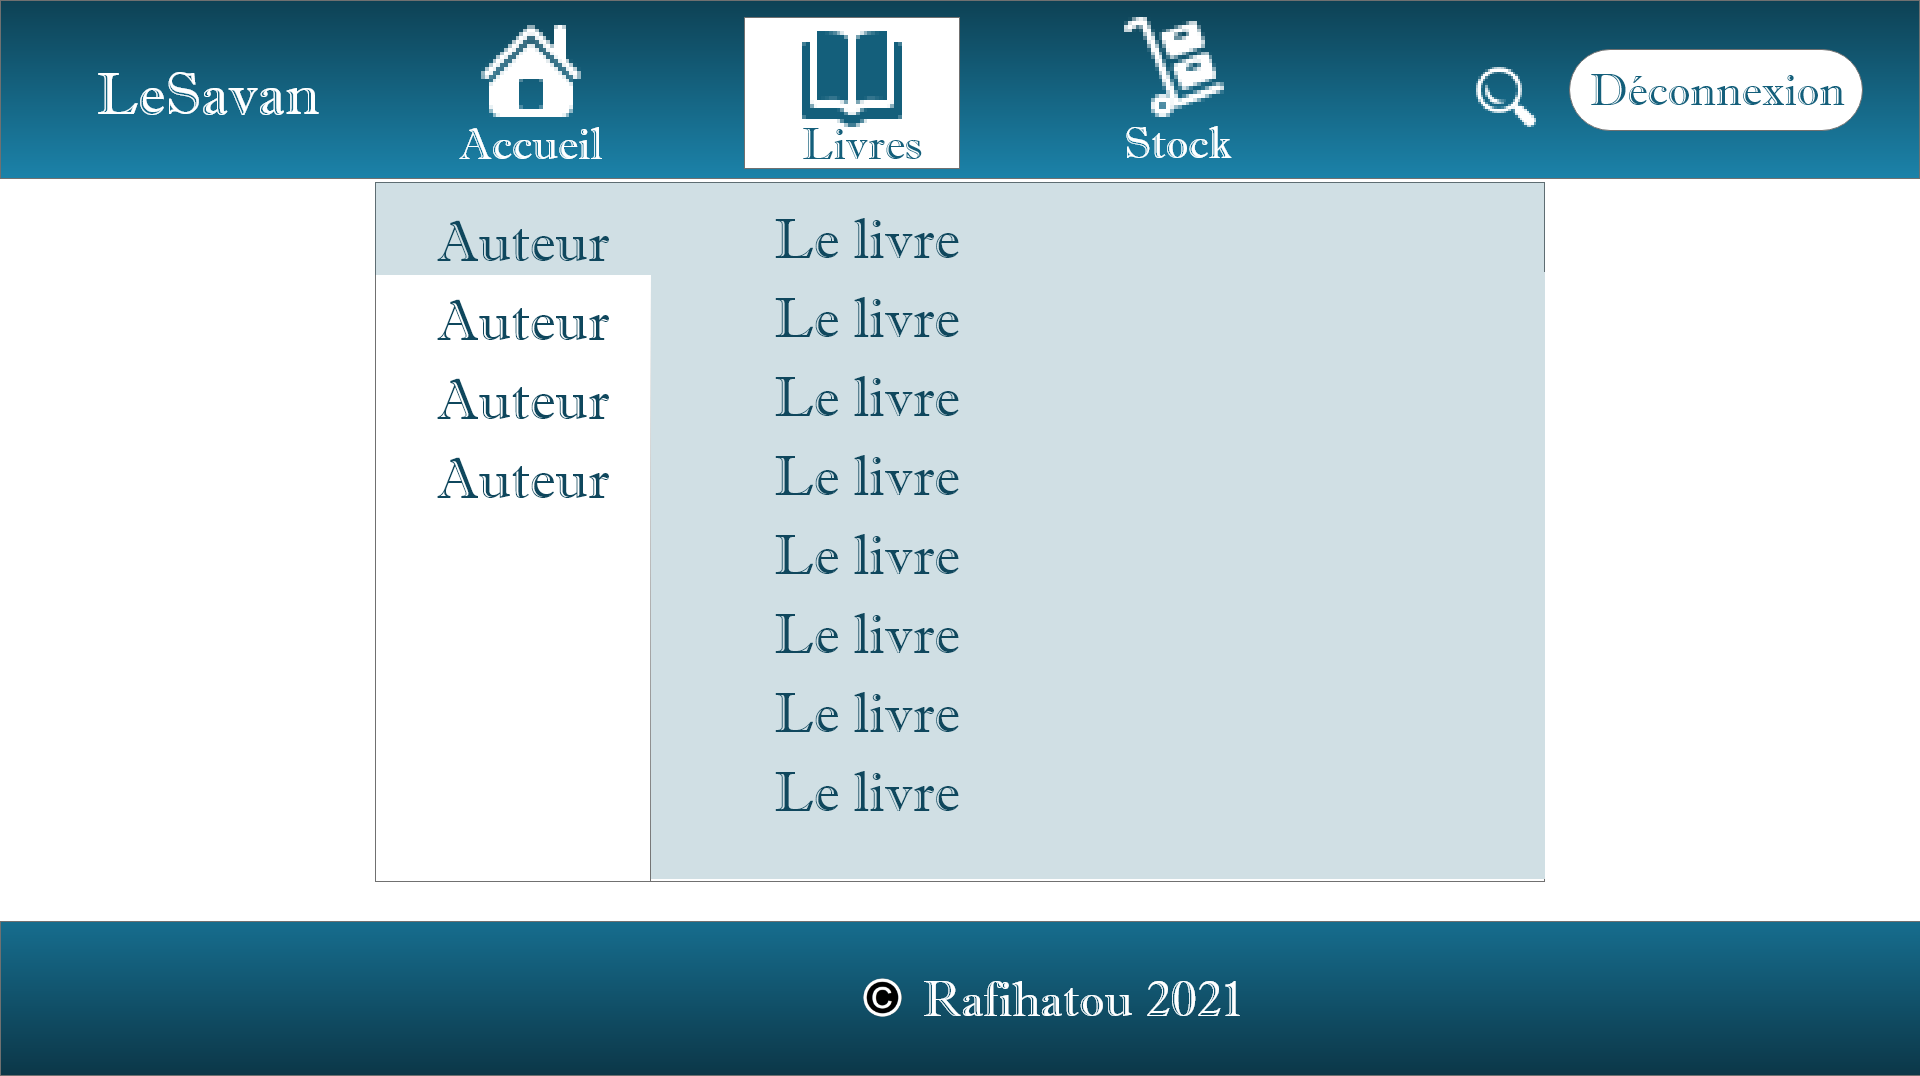 LeSavan
Accueil
Livres
Stock
Déconnexion
Auteur
Auteur
Auteur
Auteur
Le livre
Le livre
Le livre
Le livre
Le livre
Le livre
Le livre
Le livre
© Rafihatou 2021